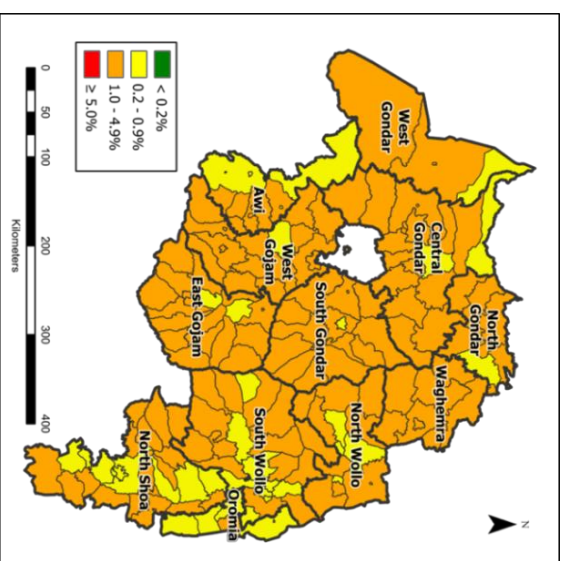 N
West
Gondar
Central
Gondar
North
Gondar
Waghemra
South Gondar
North Wollo
Awi
West
Gojam
East Gojam
South Wollo
Oromia
North Shoa
< 0.2%
0.2 - 0.9%
1.0 - 4.9%
≥ 5.0%
0 50 100 200 300 400
Kilometers